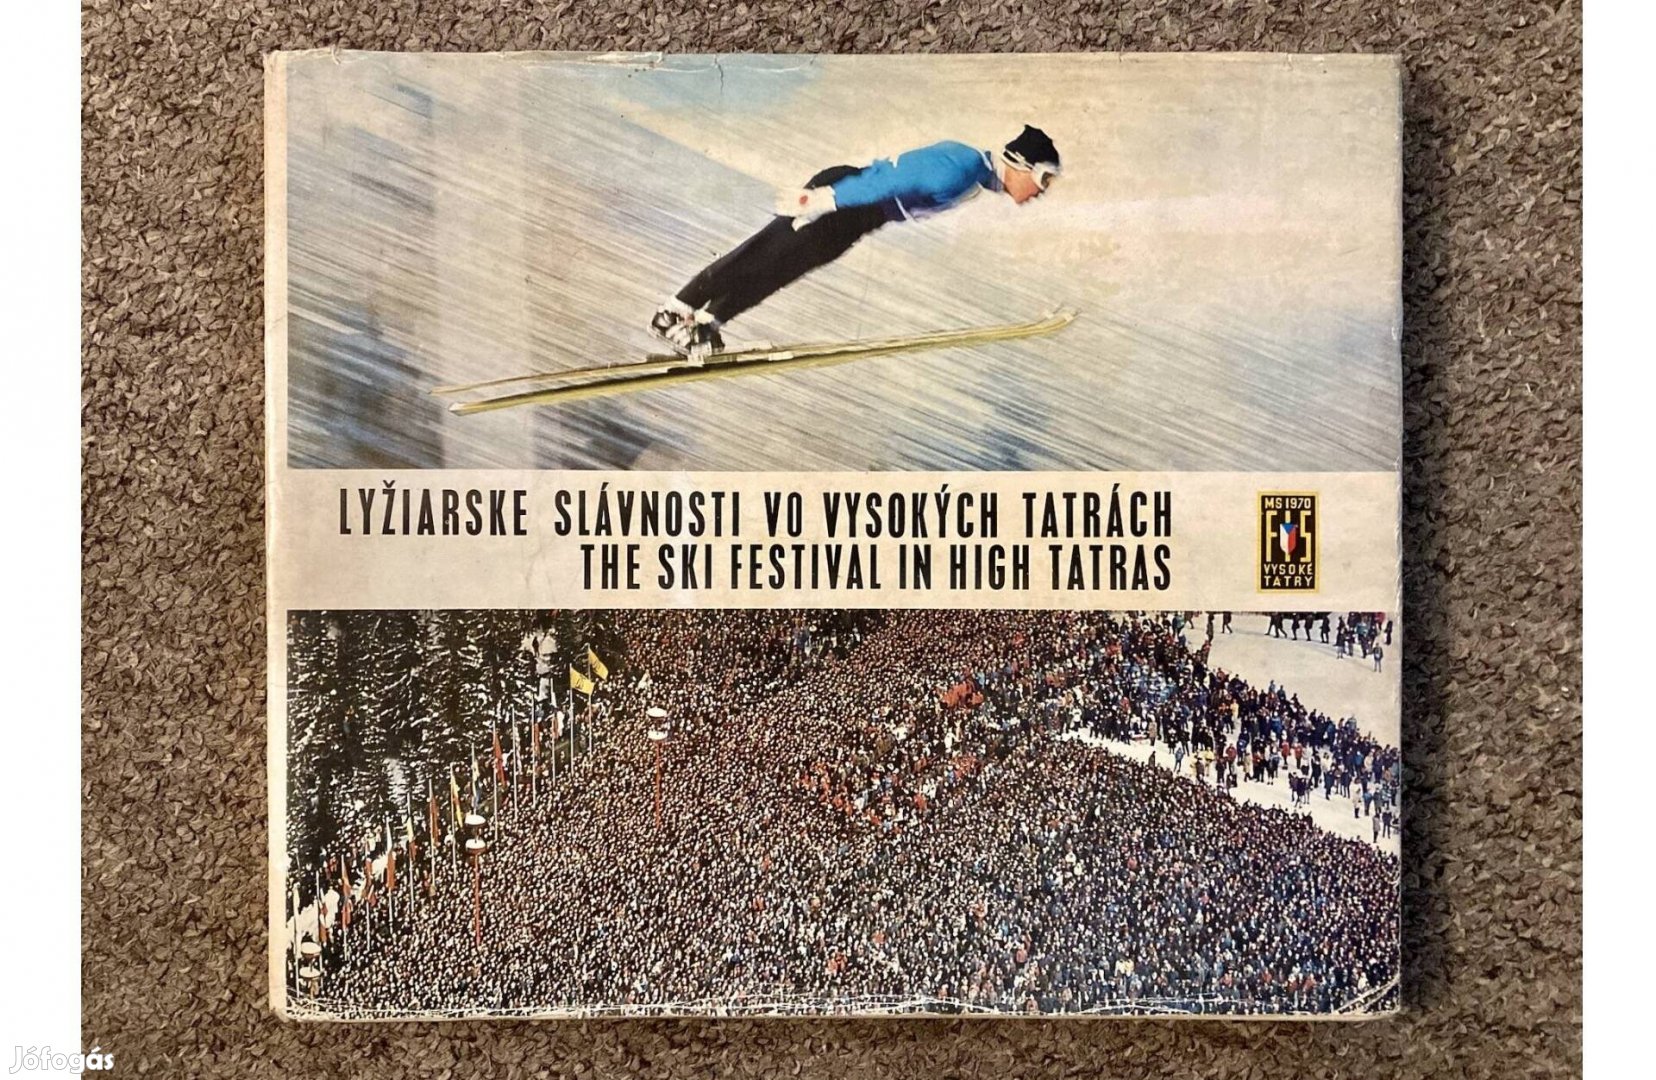 LYŽIARSKE SLÁVNOSTI VO VYSOKÝCH TATRÁCH
THE SKI FESTIVAL IN HIGH TATRAS
MS 1970
FIS
VYSOKÉ
TATRY
Jófogás